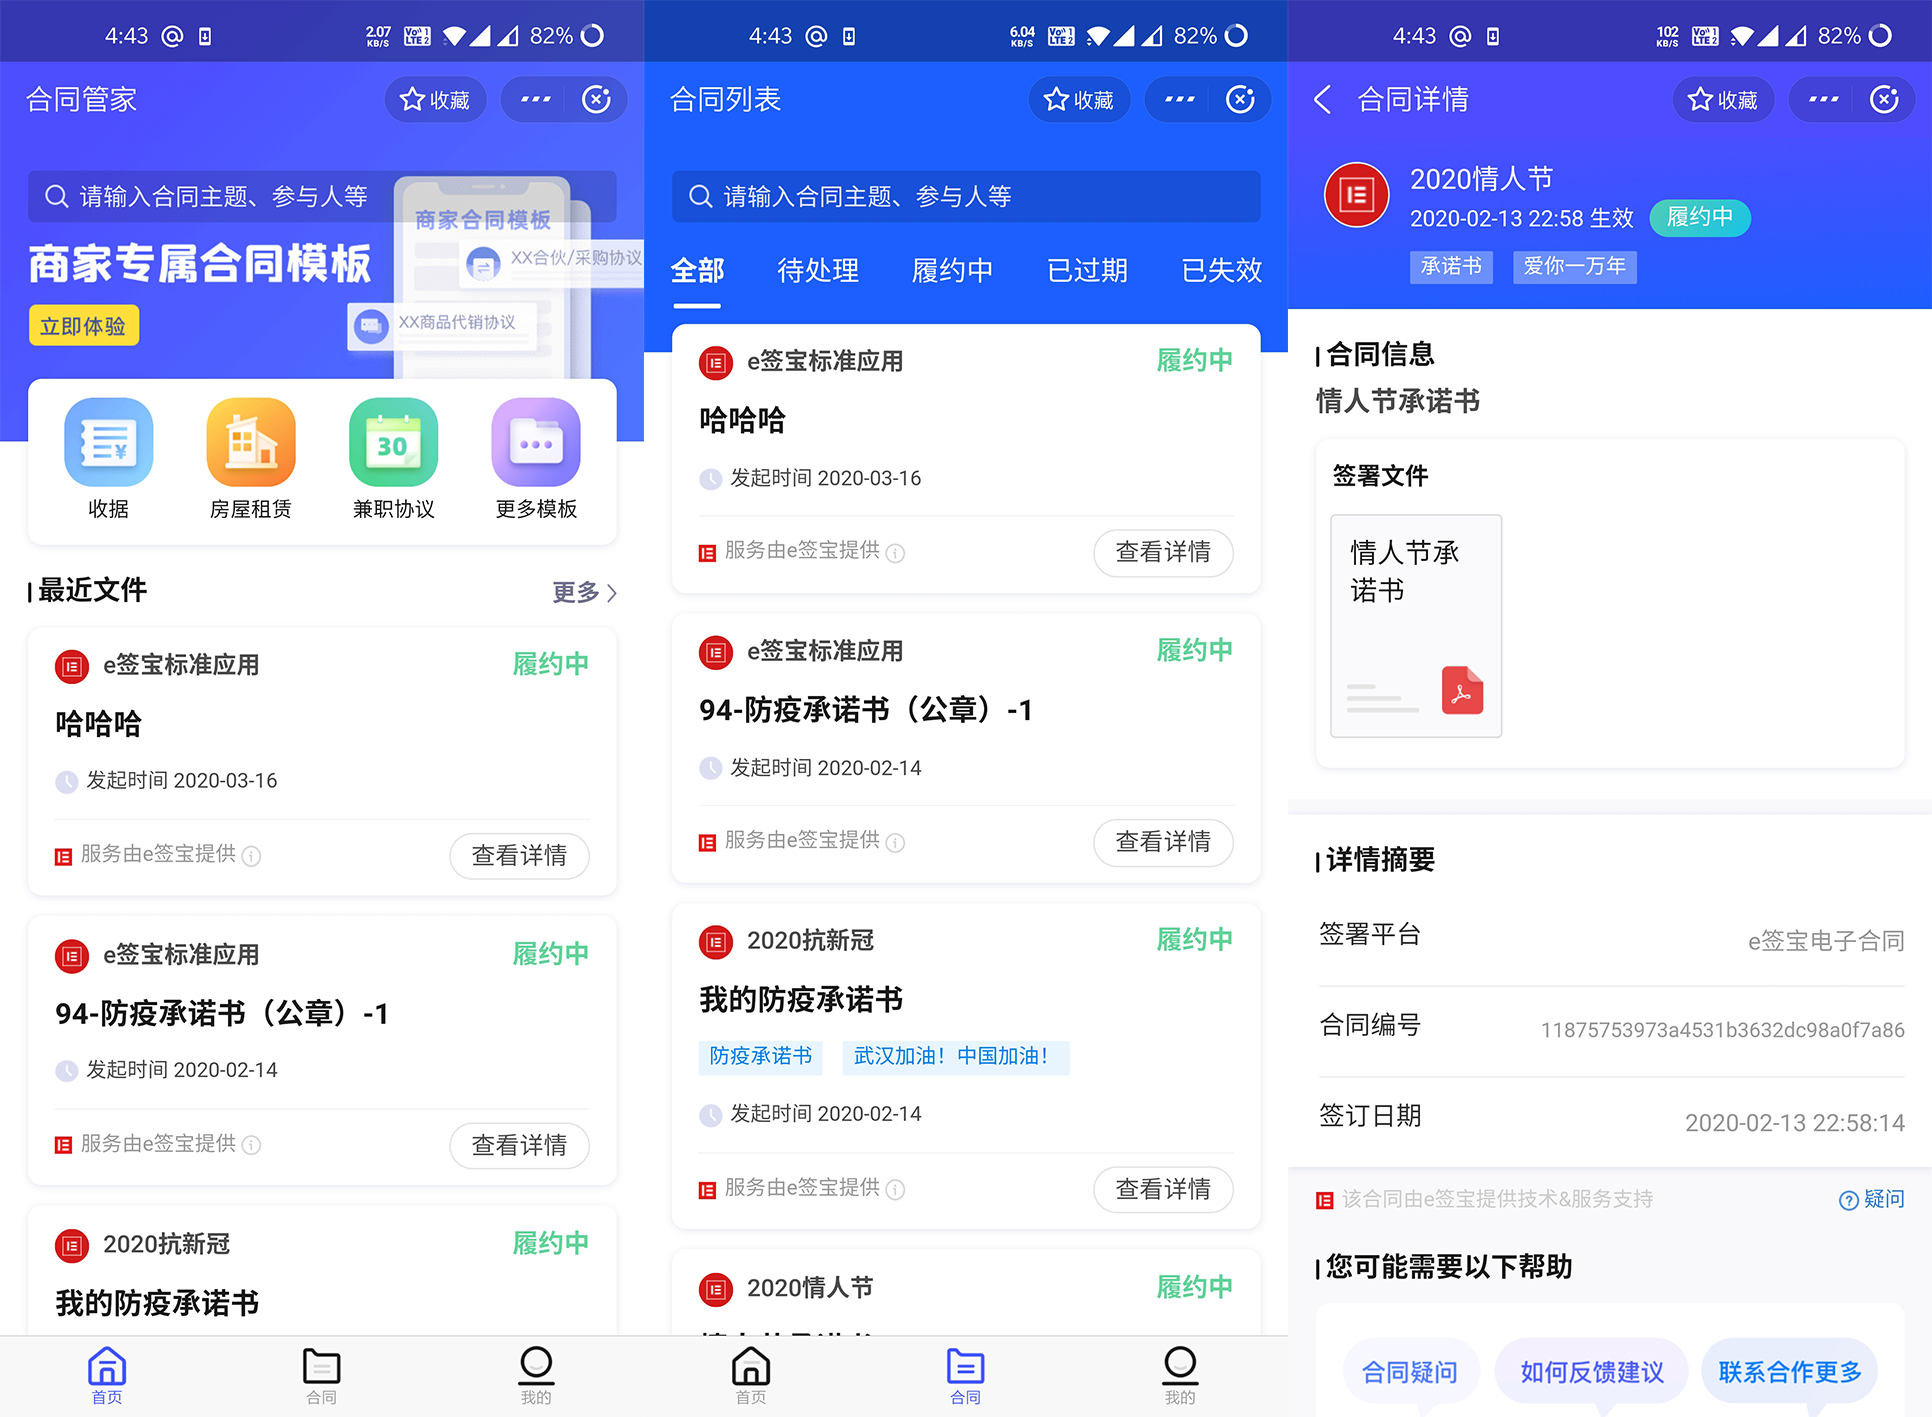 4:43
2.07 KB/S
VoLTE 1 2
82%
合同管家
收藏
请输入合同主题、参与人等
商家合同模板
商家专属合同模板
XX合伙/采购协议
立即体验
XX商品代销协议
30
收据
房屋租赁
兼职协议
更多模板
最近文件
更多
e签宝标准应用
履约中
哈哈哈
发起时间 2020-03-16
服务由e签宝提供
查看详情
e签宝标准应用
履约中
94-防疫承诺书（公章）-1
发起时间 2020-02-14
服务由e签宝提供
查看详情
2020抗新冠
履约中
我的防疫承诺书
首页
合同
我的
4:43
6.04 KB/S
VoLTE 1 2
82%
合同列表
收藏
请输入合同主题、参与人等
全部
待处理
履约中
已过期
已失效
e签宝标准应用
履约中
哈哈哈
发起时间 2020-03-16
服务由e签宝提供
查看详情
e签宝标准应用
履约中
94-防疫承诺书（公章）-1
发起时间 2020-02-14
服务由e签宝提供
查看详情
2020抗新冠
履约中
我的防疫承诺书
防疫承诺书
武汉加油！中国加油！
发起时间 2020-02-14
服务由e签宝提供
查看详情
2020情人节
履约中
首页
合同
我的
4:43
102 KB/S
VoLTE 1 2
82%
合同详情
收藏
2020情人节
2020-02-13 22:58 生效
履约中
承诺书
爱你一万年
合同信息
情人节承诺书
签署文件
情人节承
诺书
详情摘要
签署平台
e签宝电子合同
合同编号
11875753973a4531b3632dc98a0f7a86
签订日期
2020-02-13 22:58:14
该合同由e签宝提供技术&服务支持
疑问
您可能需要以下帮助
合同疑问
如何反馈建议
联系合作更多